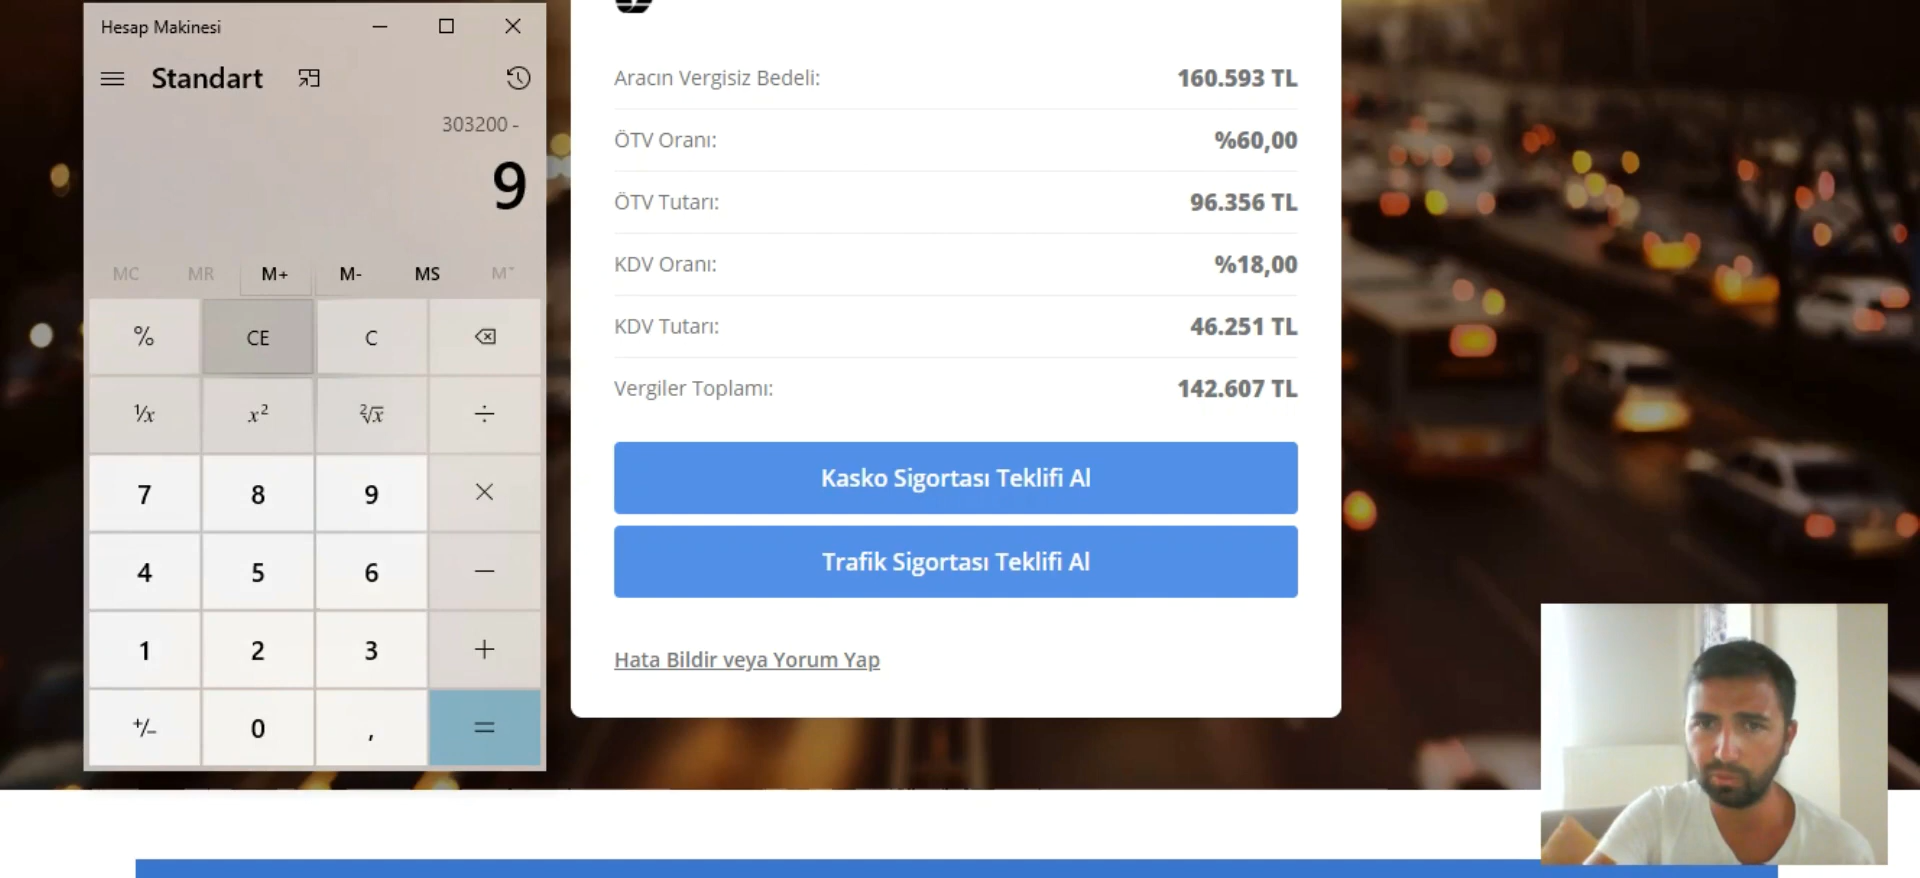 Hesap Makinesi
Standart
303200 -
9
MC MR M+ M- MS M˅
% CE C
¹/x x² ²√x ÷
7 8 9 ×
4 5 6 −
1 2 3 +
+/− 0 , =
Aracın Vergisiz Bedeli: 160.593 TL
ÖTV Oranı: %60,00
ÖTV Tutarı: 96.356 TL
KDV Oranı: %18,00
KDV Tutarı: 46.251 TL
Vergiler Toplamı: 142.607 TL
Kasko Sigortası Teklifi Al
Trafik Sigortası Teklifi Al
Hata Bildir veya Yorum Yap